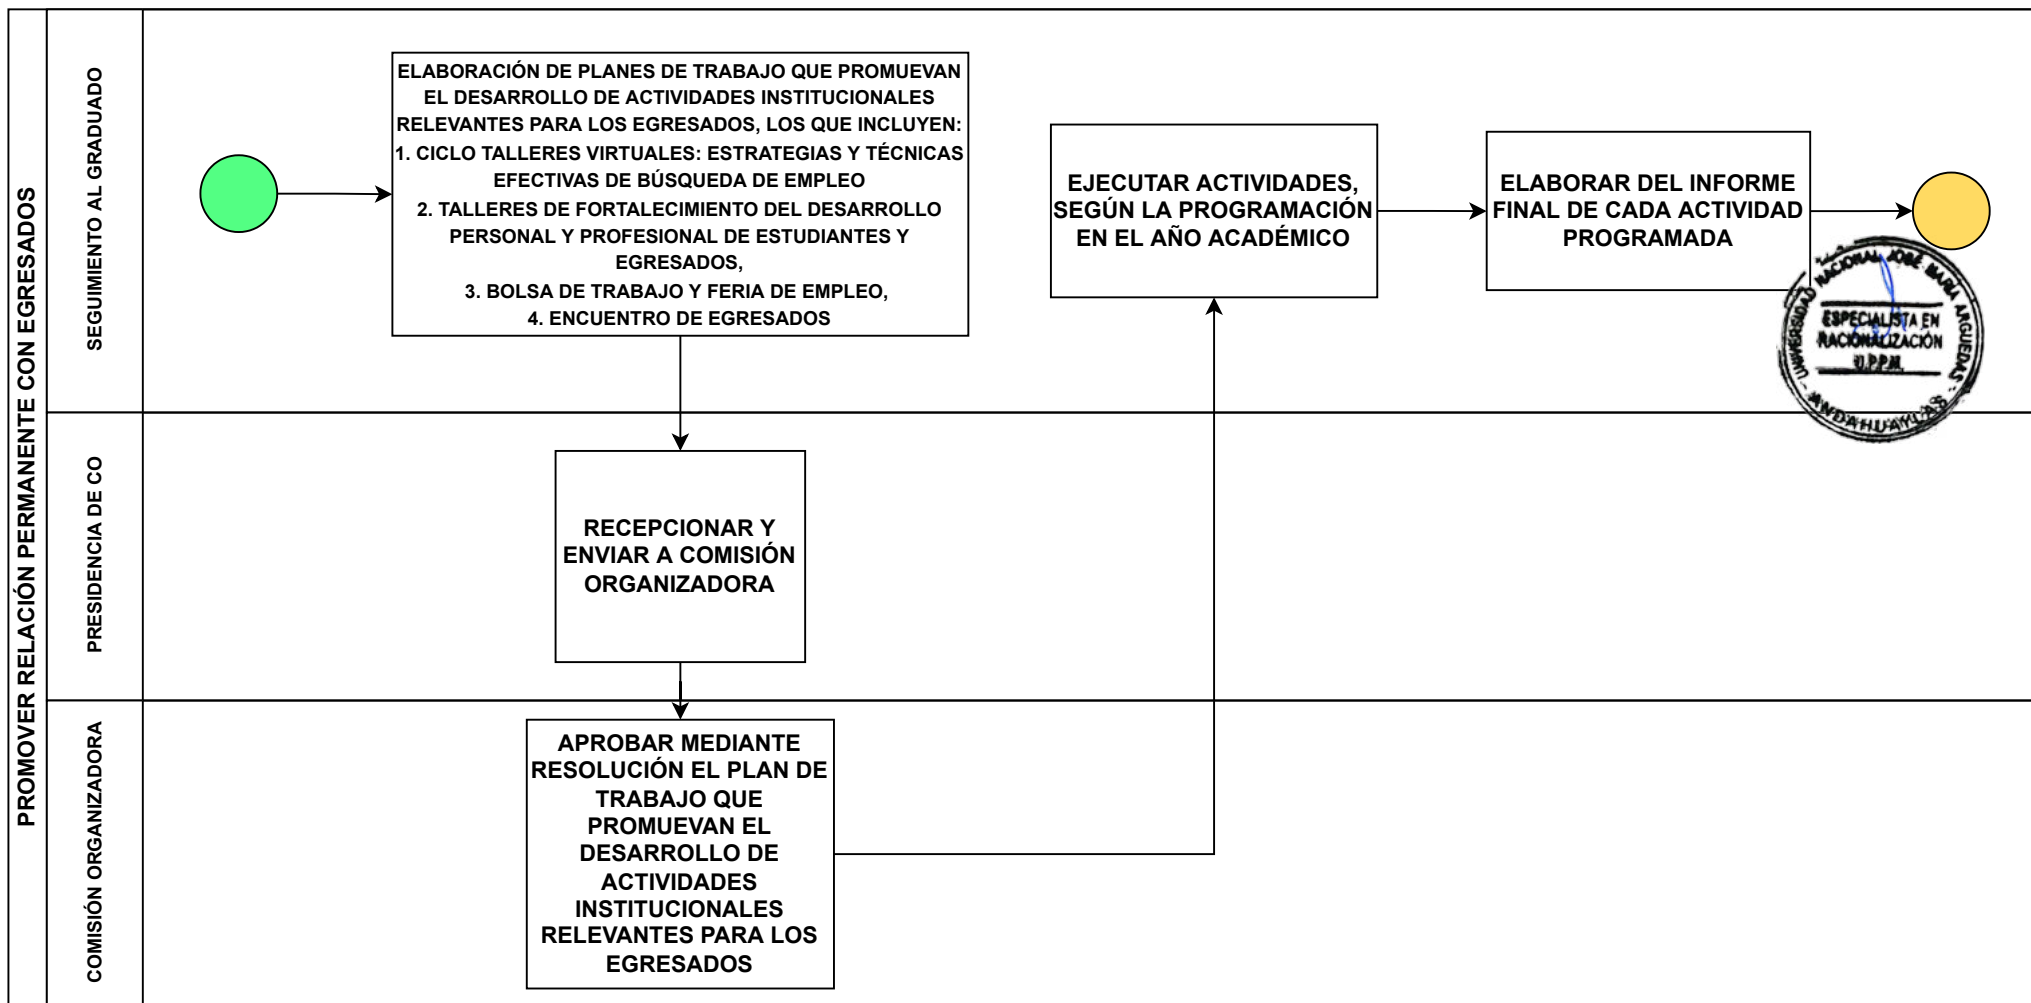 PROMOVER RELACIÓN PERMANENTE CON EGRESADOS
SEGUIMIENTO AL GRADUADO
ELABORACIÓN DE PLANES DE TRABAJO QUE PROMUEVAN
EL DESARROLLO DE ACTIVIDADES INSTITUCIONALES
RELEVANTES PARA LOS EGRESADOS, LOS QUE INCLUYEN:
1. CICLO TALLERES VIRTUALES: ESTRATEGIAS Y TÉCNICAS
EFECTIVAS DE BÚSQUEDA DE EMPLEO
2. TALLERES DE FORTALECIMIENTO DEL DESARROLLO
PERSONAL Y PROFESIONAL DE ESTUDIANTES Y
EGRESADOS,
3. BOLSA DE TRABAJO Y FERIA DE EMPLEO,
4. ENCUENTRO DE EGRESADOS
EJECUTAR ACTIVIDADES,
SEGÚN LA PROGRAMACIÓN
EN EL AÑO ACADÉMICO
ELABORAR DEL INFORME
FINAL DE CADA ACTIVIDAD
PROGRAMADA
UNIVERSIDAD NACIONAL JOSÉ MARÍA ARGUEDAS
ESPECIALISTA EN
RACIONALIZACIÓN
U.P.P.M.
- ANDAHUAYLAS -
PRESIDENCIA DE CO
RECEPCIONAR Y
ENVIAR A COMISIÓN
ORGANIZADORA
COMISIÓN ORGANIZADORA
APROBAR MEDIANTE
RESOLUCIÓN EL PLAN DE
TRABAJO QUE
PROMUEVAN EL
DESARROLLO DE
ACTIVIDADES
INSTITUCIONALES
RELEVANTES PARA LOS
EGRESADOS